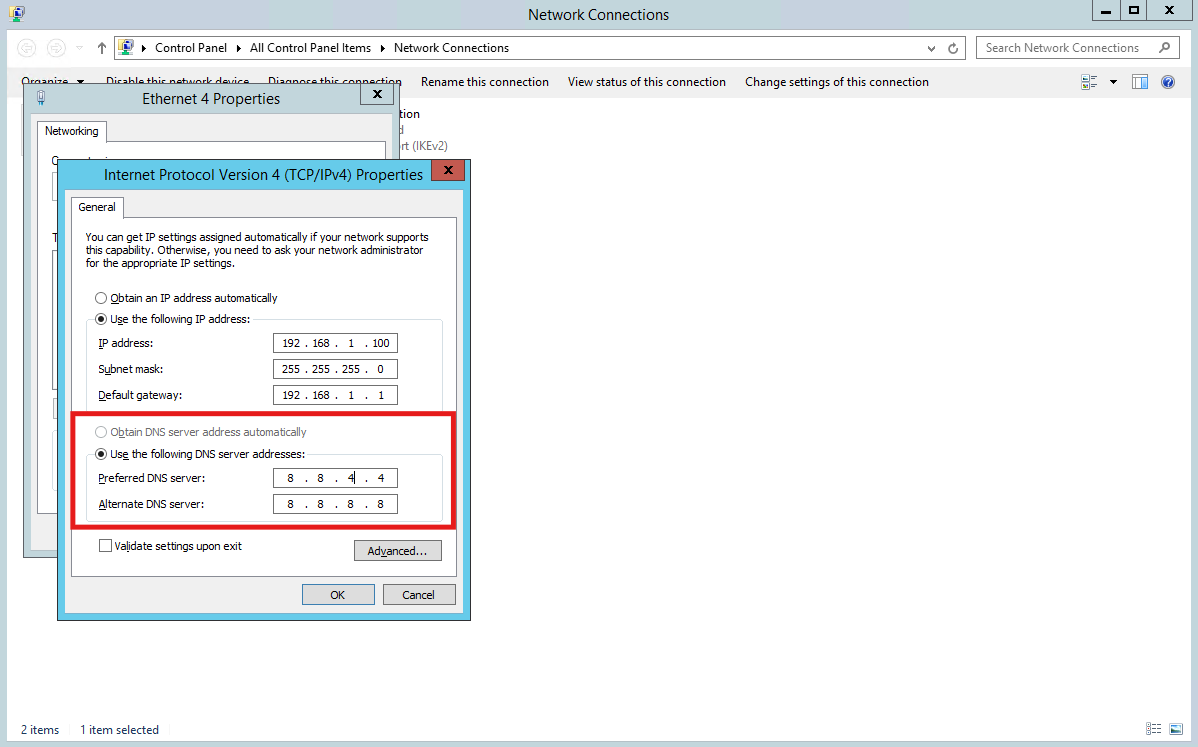 Network Connections
Control Panel All Control Panel Items Network Connections
Search Network Connections
Organize Disable this network device Diagnose this connection Rename this connection View status of this connection Change settings of this connection
Ethernet 4 Properties
Networking
(IKEv2)
Internet Protocol Version 4 (TCP/IPv4) Properties
General
You can get IP settings assigned automatically if your network supports
this capability. Otherwise, you need to ask your network administrator
for the appropriate IP settings.
Obtain an IP address automatically
Use the following IP address:
IP address: 192 . 168 . 1 . 100
Subnet mask: 255 . 255 . 255 . 0
Default gateway: 192 . 168 . 1 . 1
Obtain DNS server address automatically
Use the following DNS server addresses:
Preferred DNS server: 8 . 8 . 4 . 4
Alternate DNS server: 8 . 8 . 8 . 8
Validate settings upon exit
Advanced...
OK Cancel
2 items 1 item selected